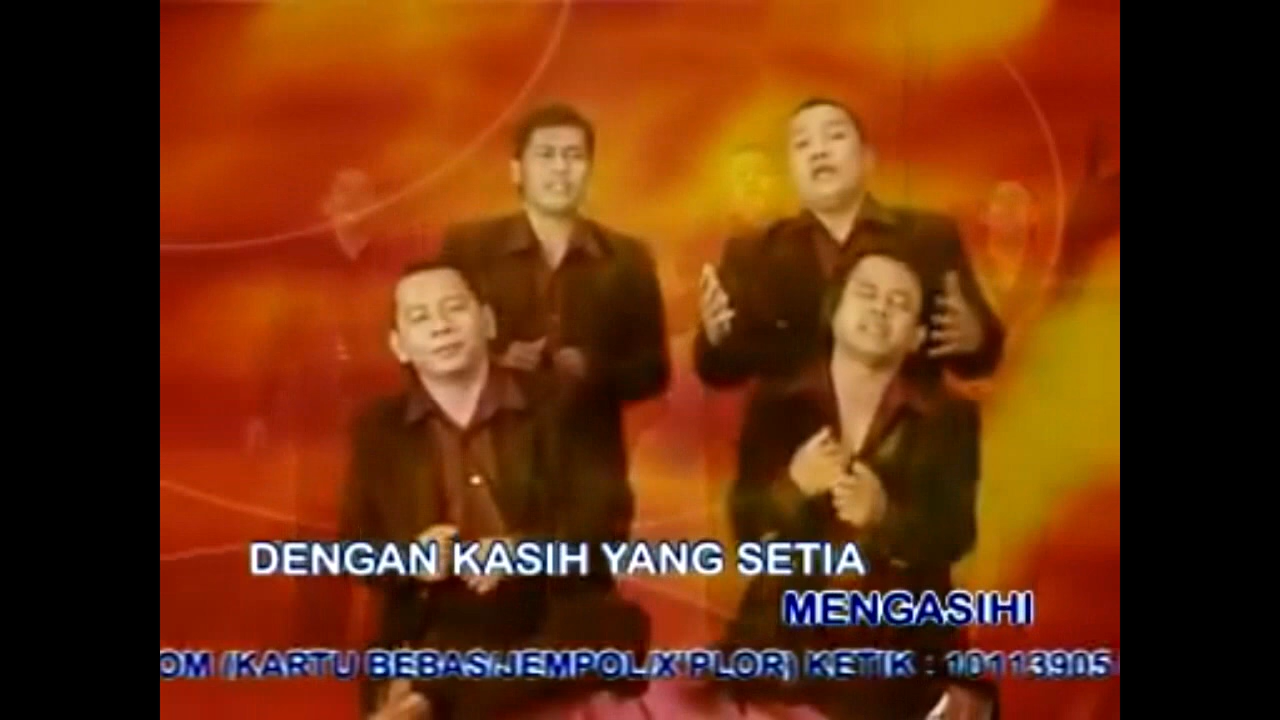 DENGAN KASIH YANG SETIA
MENGASIHI
OM (KARTU BEBAS/JEMPOL/X'PLOR) KETIK : 10113905